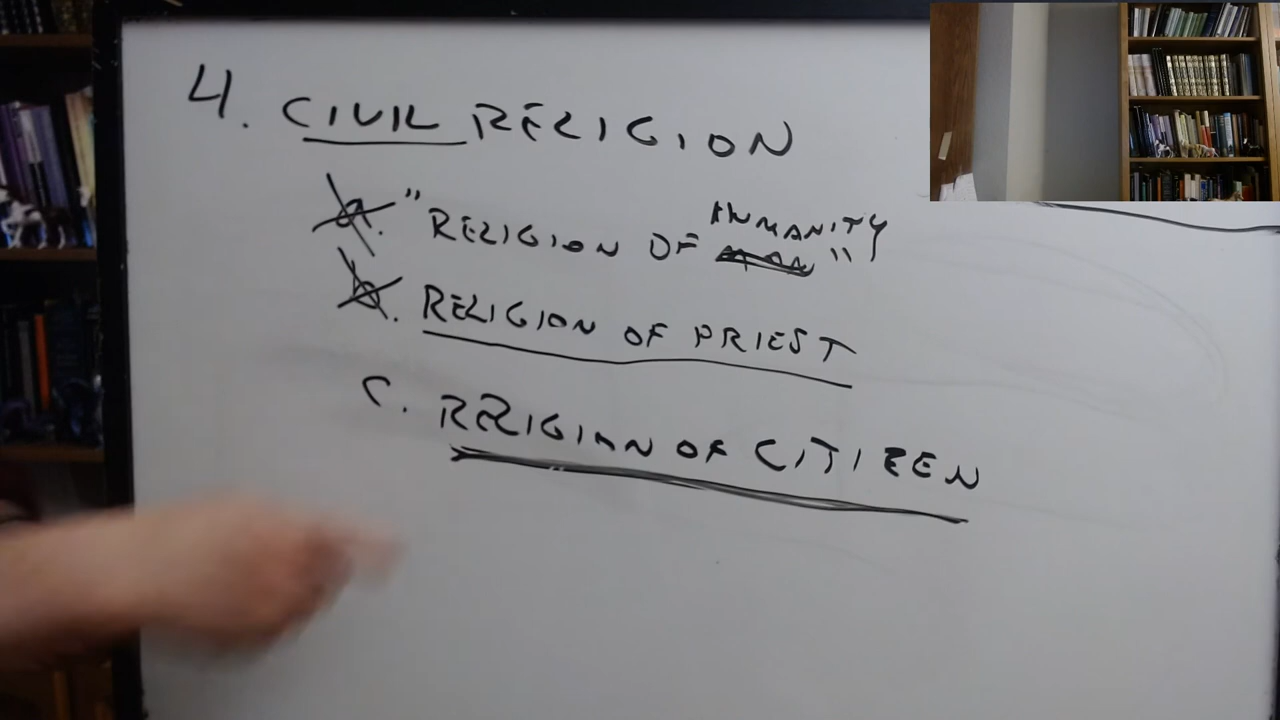 4. CIVIL RELIGION
a. "RELIGION OF HUMANITY"
b. RELIGION OF PRIEST
C. RELIGION OF CITIZEN